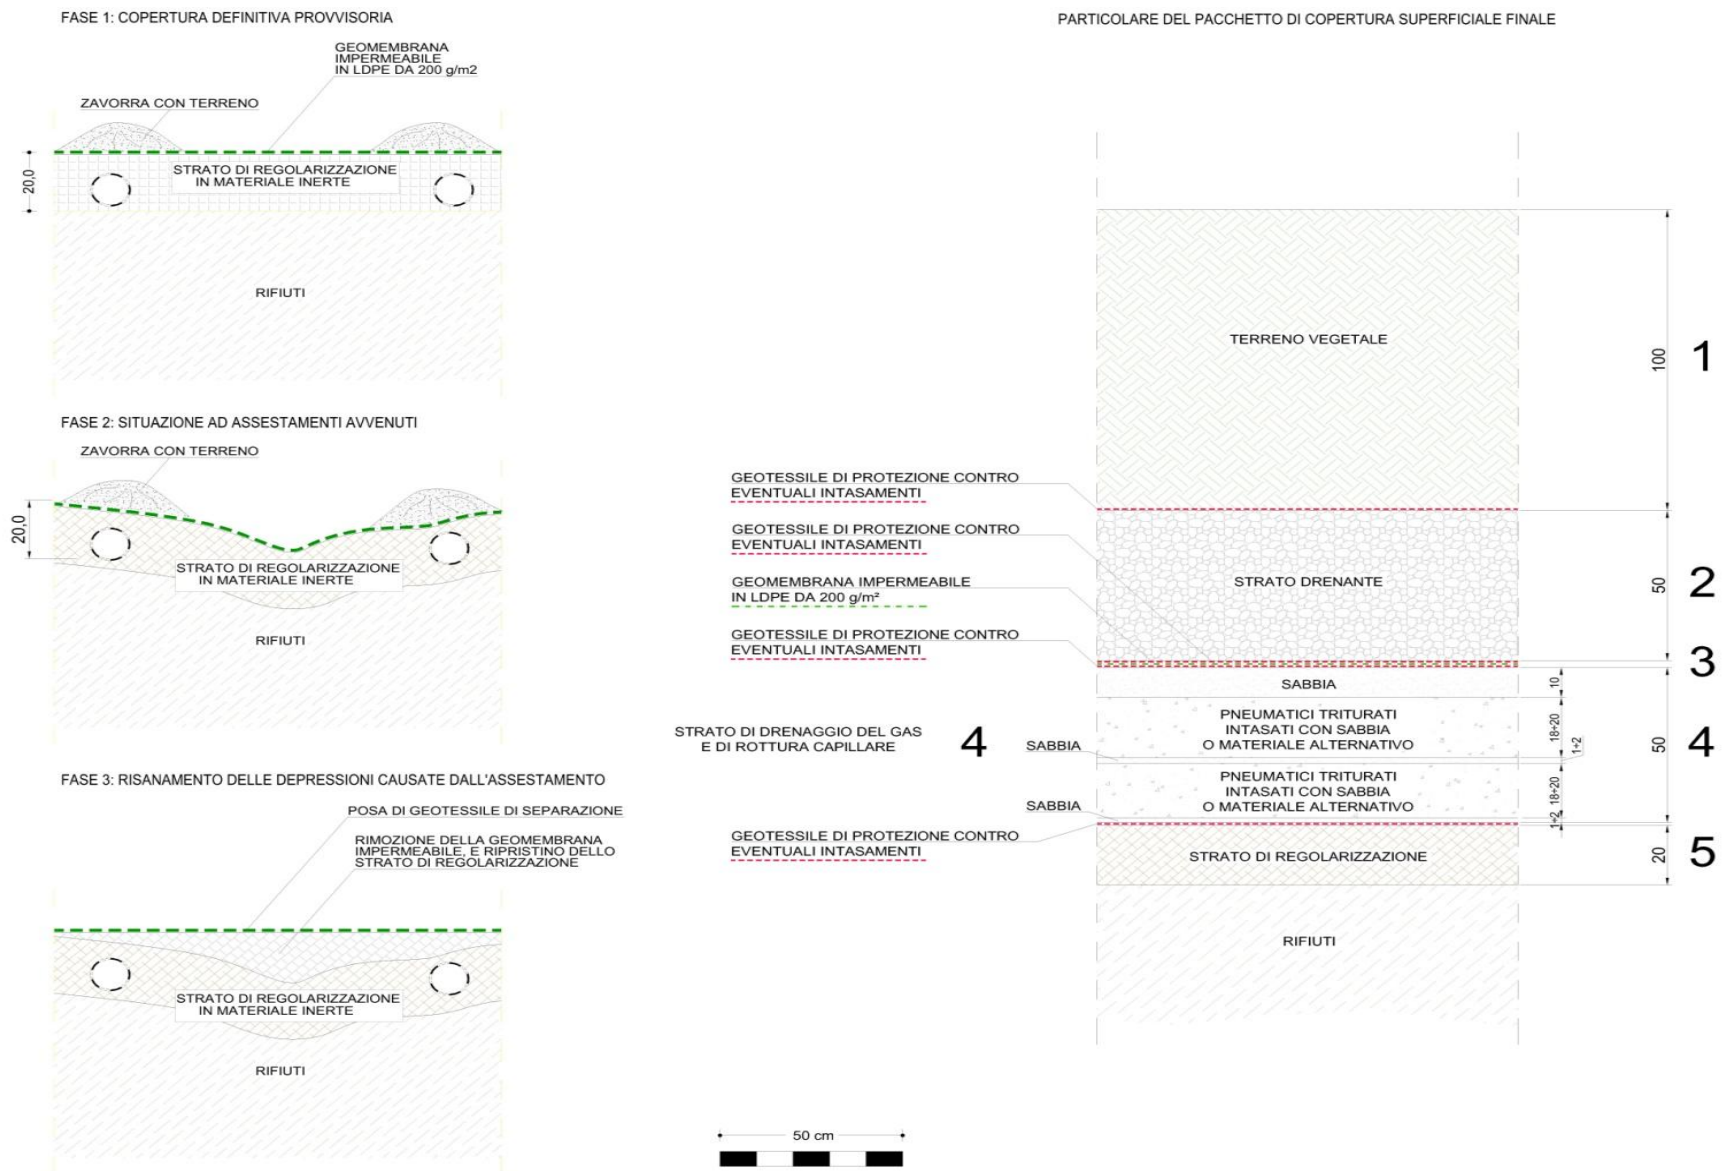 FASE 1: COPERTURA DEFINITIVA PROVVISORIA
GEOMEMBRANA
IMPERMEABILE
IN LDPE DA 200 g/m2
ZAVORRA CON TERRENO
20,0
STRATO DI REGOLARIZZAZIONE
IN MATERIALE INERTE
RIFIUTI
FASE 2: SITUAZIONE AD ASSESTAMENTI AVVENUTI
ZAVORRA CON TERRENO
20,0
STRATO DI REGOLARIZZAZIONE
IN MATERIALE INERTE
RIFIUTI
FASE 3: RISANAMENTO DELLE DEPRESSIONI CAUSATE DALL'ASSESTAMENTO
POSA DI GEOTESSILE DI SEPARAZIONE
RIMOZIONE DELLA GEOMEMBRANA
IMPERMEABILE, E RIPRISTINO DELLO
STRATO DI REGOLARIZZAZIONE
STRATO DI REGOLARIZZAZIONE
IN MATERIALE INERTE
RIFIUTI
50 cm
PARTICOLARE DEL PACCHETTO DI COPERTURA SUPERFICIALE FINALE
TERRENO VEGETALE
100
1
GEOTESSILE DI PROTEZIONE CONTRO
EVENTUALI INTASAMENTI
GEOTESSILE DI PROTEZIONE CONTRO
EVENTUALI INTASAMENTI
STRATO DRENANTE
50
2
GEOMEMBRANA IMPERMEABILE
IN LDPE DA 200 g/m²
GEOTESSILE DI PROTEZIONE CONTRO
EVENTUALI INTASAMENTI
3
SABBIA
10
STRATO DI DRENAGGIO DEL GAS
E DI ROTTURA CAPILLARE
4
PNEUMATICI TRITURATI
INTASATI CON SABBIA
O MATERIALE ALTERNATIVO
18÷20
SABBIA
1÷2
50
4
PNEUMATICI TRITURATI
INTASATI CON SABBIA
O MATERIALE ALTERNATIVO
18÷20
SABBIA
1÷2
GEOTESSILE DI PROTEZIONE CONTRO
EVENTUALI INTASAMENTI
STRATO DI REGOLARIZZAZIONE
20
5
RIFIUTI